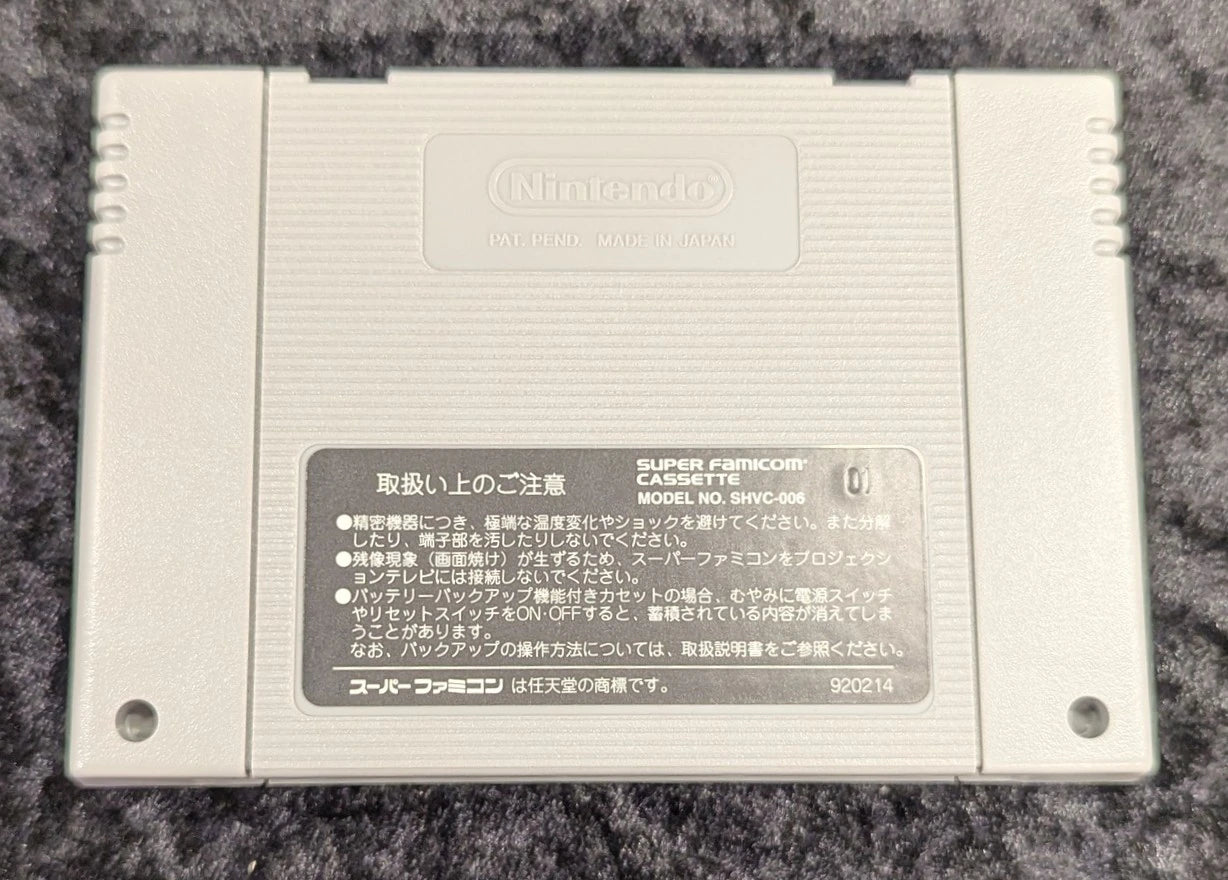 Nintendo®
PAT. PEND. MADE IN JAPAN
取扱い上のご注意
SUPER FAMICOM
CASSETTE
MODEL NO. SHVC-006
01
●精密機器につき、極端な温度変化やショックを避けてください。また分解
したり、端子部を汚したりしないでください。
●残像現象（画面焼け）が生ずるため、スーパーファミコンをプロジェクシ
ョンテレビには接続しないでください。
●バッテリーバックアップ機能付きカセットの場合、むやみに電源スイッチ
やリセットスイッチをON·OFFすると、蓄積されている内容が消えてしま
うことがあります。
なお、バックアップの操作方法については、取扱説明書をご参照ください。
スーパーファミコン は任天堂の商標です。
920214